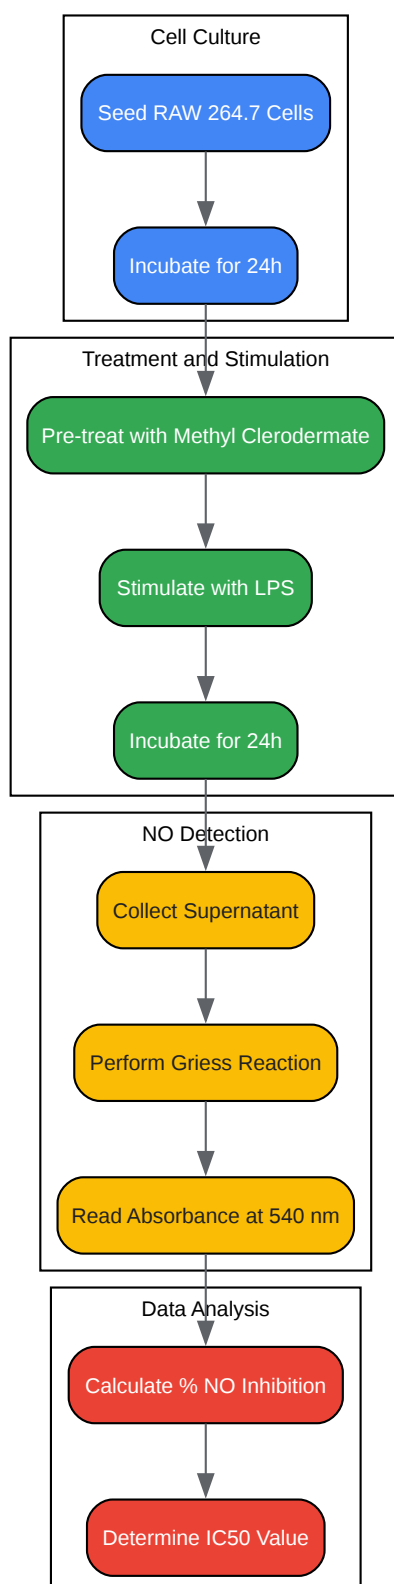 Cell Culture
Seed RAW 264.7 Cells
Incubate for 24h
Treatment and Stimulation
Pre-treat with Methyl Clerodermate
Stimulate with LPS
Incubate for 24h
NO Detection
Collect Supernatant
Perform Griess Reaction
Read Absorbance at 540 nm
Data Analysis
Calculate % NO Inhibition
Determine IC50 Value